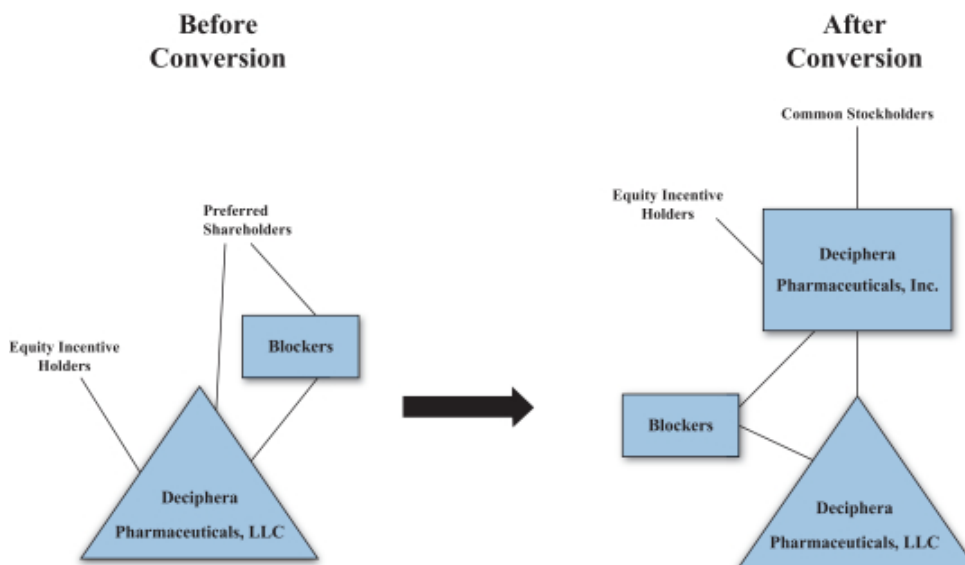 Before
Conversion
After
Conversion
Common Stockholders
Equity Incentive
Holders
Preferred
Shareholders
Deciphera
Pharmaceuticals, Inc.
Blockers
Equity Incentive
Holders
Blockers
Deciphera
Pharmaceuticals, LLC
Deciphera
Pharmaceuticals, LLC